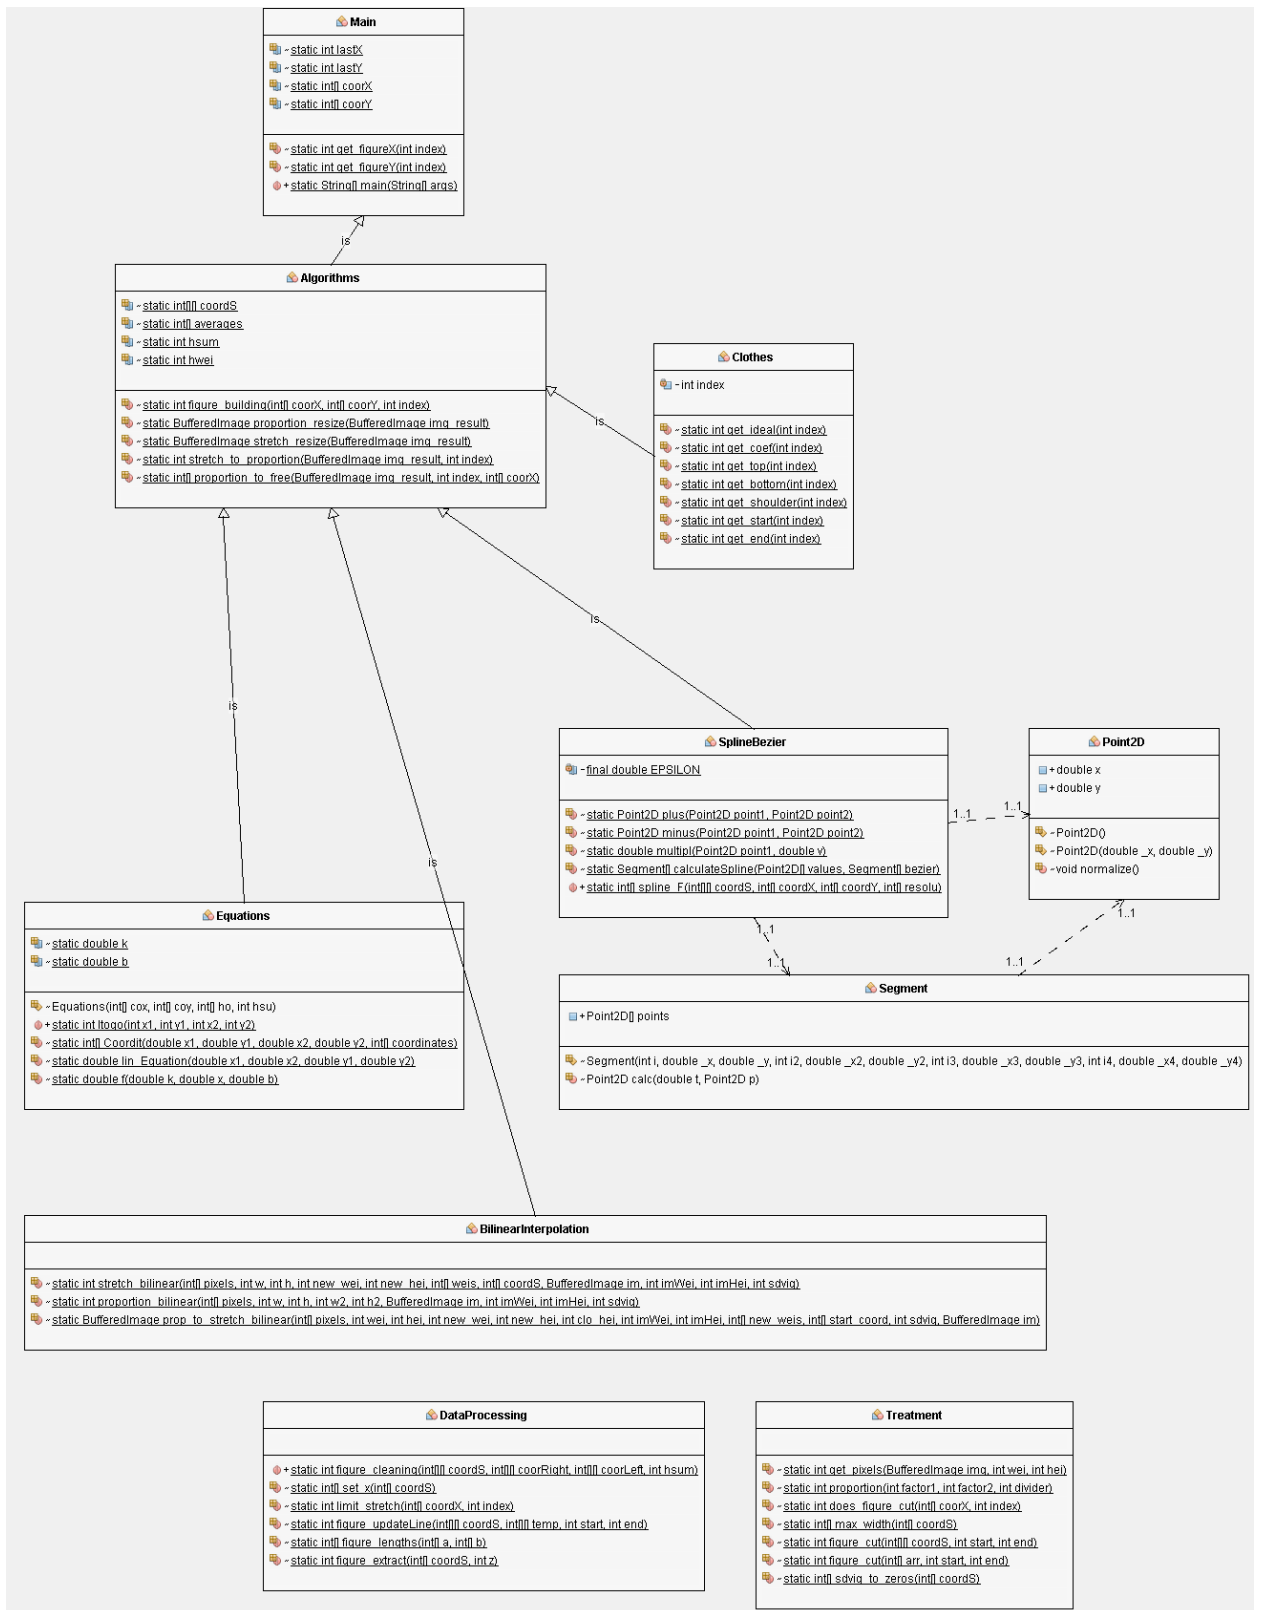 Main
~static int lastX
~static int lastY
~static int[] coorX
~static int[] coorY
~static int get_figureX(int index)
~static int get_figureY(int index)
+static String[] main(String[] args)
is
Algorithms
~static int[][] coordS
~static int[] averages
~static int hsum
~static int hwei
~static int figure_building(int[] coorX, int[] coorY, int index)
~static BufferedImage proportion_resize(BufferedImage img_result)
~static BufferedImage stretch_resize(BufferedImage img_result)
~static int stretch_to_proportion(BufferedImage img_result, int index)
~static int[] proportion_to_free(BufferedImage img_result, int index, int[] coorX)
is
Clothes
-int index
~static int get_ideal(int index)
~static int get_coef(int index)
~static int get_top(int index)
~static int get_bottom(int index)
~static int get_shoulder(int index)
~static int get_start(int index)
~static int get_end(int index)
is
is
is
SplineBezier
-final double EPSILON
~static Point2D plus(Point2D point1, Point2D point2)
~static Point2D minus(Point2D point1, Point2D point2)
~static double multipl(Point2D point1, double v)
~static Segment[] calculateSpline(Point2D[] values, Segment[] bezier)
+static int[] spline_F(int[][] coordS, int[] coordX, int[] coordY, int[] resolu)
1..1
1..1
Point2D
+double x
+double y
~Point2D()
~Point2D(double _x, double _y)
~void normalize()
1..1
1..1
1..1
1..1
Equations
~static double k
~static double b
~Equations(int[] cox, int[] coy, int[] ho, int hsu)
+static int Itogo(int x1, int y1, int x2, int y2)
~static int[] Coordit(double x1, double y1, double x2, double y2, int[] coordinates)
~static double lin_Equation(double x1, double x2, double y1, double y2)
~static double f(double k, double x, double b)
Segment
+Point2D[] points
~Segment(int i, double _x, double _y, int i2, double _x2, double _y2, int i3, double _x3, double _y3, int i4, double _x4, double _y4)
~Point2D calc(double t, Point2D p)
BilinearInterpolation
~static int stretch_bilinear(int[] pixels, int w, int h, int new_wei, int new_hei, int[] weis, int[] coordS, BufferedImage im, int imWei, int imHei, int sdvig)
~static int proportion_bilinear(int[] pixels, int w, int h, int w2, int h2, BufferedImage im, int imWei, int imHei, int sdvig)
~static BufferedImage prop_to_stretch_bilinear(int[] pixels, int wei, int hei, int new_wei, int new_hei, int clo_hei, int imWei, int imHei, int[] new_weis, int[] start_coord, int sdvig, BufferedImage im)
DataProcessing
+static int figure_cleaning(int[][] coordS, int[][] coorRight, int[][] coorLeft, int hsum)
~static int[] set_x(int[] coordS)
~static int limit_stretch(int[] coordX, int index)
~static int figure_updateLine(int[][] coordS, int[][] temp, int start, int end)
~static int[] figure_lengths(int[] a, int[] b)
~static int figure_extract(int[] coordS, int z)
Treatment
~static int get_pixels(BufferedImage img, int wei, int hei)
~static int proportion(int factor1, int factor2, int divider)
~static int does_figure_cut(int[] coorX, int index)
~static int[] max_width(int[] coordS)
~static int figure_cut(int[][] coordS, int start, int end)
~static int figure_cut(int[] arr, int start, int end)
~static int[] sdvig_to_zeros(int[] coordS)